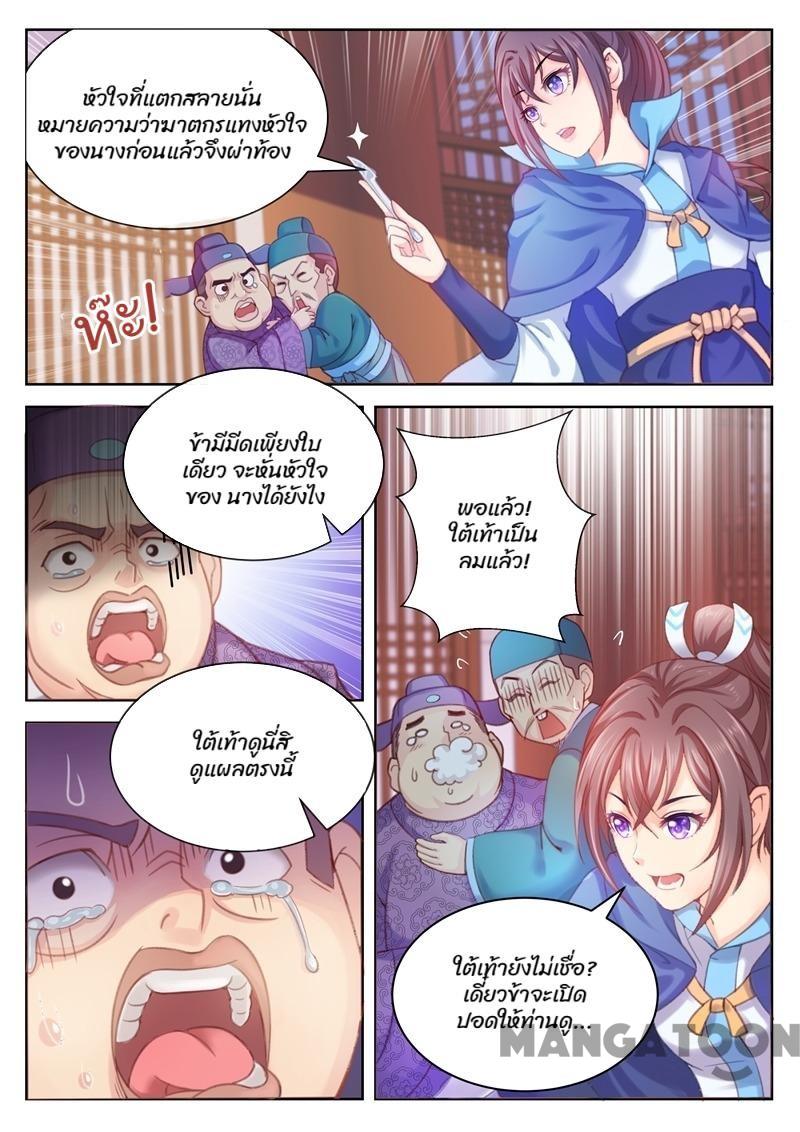 หัวใจที่แตกสลายนั่น
หมายความว่าฆาตกรแทงหัวใจ
ของนางก่อนแล้วจึงผ่าท้อง
ห๊ะ!
ข้ามีมีดเพียงใบ
เดียว จะหั่นหัวใจ
ของ นางได้ยังไง
พอแล้ว!
ใต้เท้าเป็น
ลมแล้ว!
ใต้เท้าดูนี่สิ
ดูแผลตรงนี้
ใต้เท้ายังไม่เชื่อ?
เดี๋ยวข้าจะเปิด
ปอดให้ท่านดู...
MANGATOON